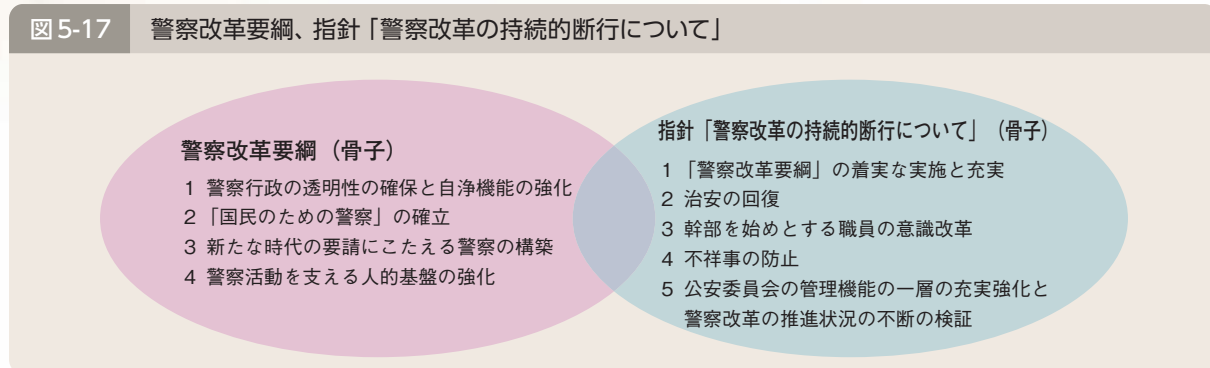 図5-17 警察改革要綱、指針「警察改革の持続的断行について」
警察改革要綱（骨子）
1 警察行政の透明性の確保と自浄機能の強化
2 「国民のための警察」の確立
3 新たな時代の要請にこたえる警察の構築
4 警察活動を支える人的基盤の強化
指針「警察改革の持続的断行について」（骨子）
1 「警察改革要綱」の着実な実施と充実
2 治安の回復
3 幹部を始めとする職員の意識改革
4 不祥事の防止
5 公安委員会の管理機能の一層の充実強化と
警察改革の推進状況の不断の検証